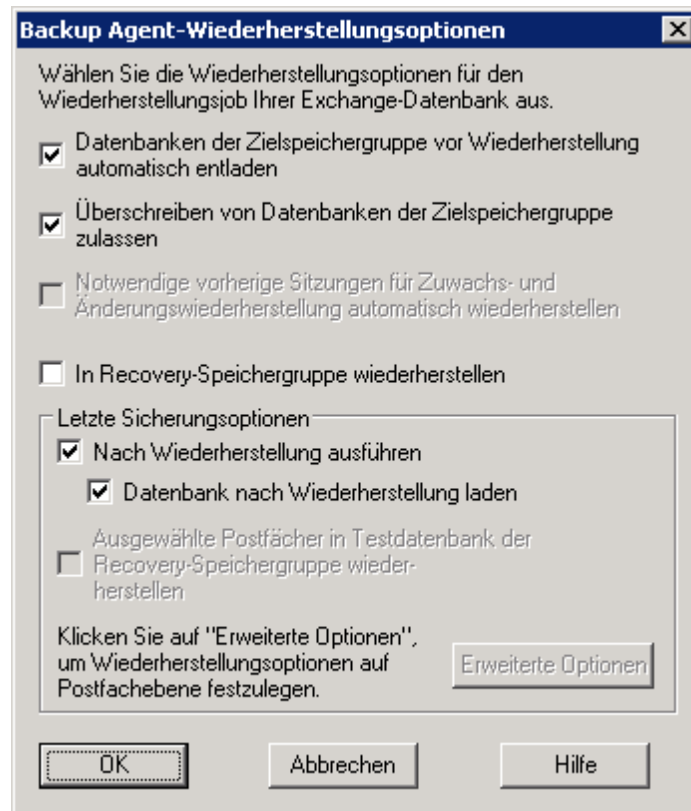 Backup Agent-Wiederherstellungsoptionen
Wählen Sie die Wiederherstellungsoptionen für den
Wiederherstellungsjob Ihrer Exchange-Datenbank aus.
Datenbanken der Zielspeichergruppe vor Wiederherstellung
automatisch entladen
Überschreiben von Datenbanken der Zielspeichergruppe
zulassen
Notwendige vorherige Sitzungen für Zuwachs- und
Änderungswiederherstellung automatisch wiederherstellen
In Recovery-Speichergruppe wiederherstellen
Letzte Sicherungsoptionen
Nach Wiederherstellung ausführen
Datenbank nach Wiederherstellung laden
Ausgewählte Postfächer in Testdatenbank der
Recovery-Speichergruppe wieder-
herstellen
Klicken Sie auf "Erweiterte Optionen",
um Wiederherstellungsoptionen auf
Postfachebene festzulegen.
Erweiterte Optionen
OK
Abbrechen
Hilfe